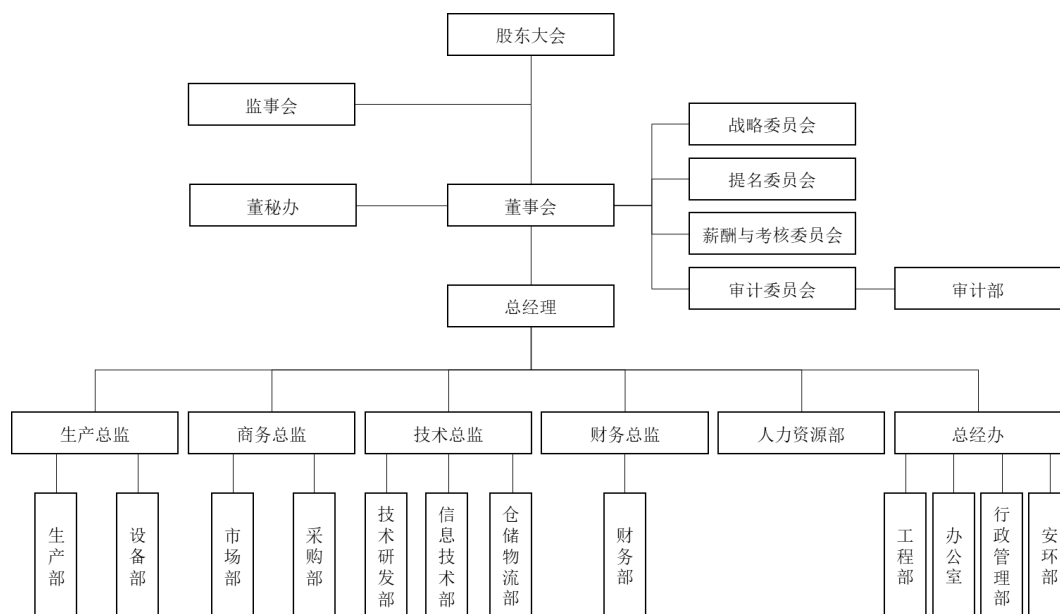 股东大会
监事会
战略委员会
提名委员会
董秘办
董事会
薪酬与考核委员会
审计委员会
审计部
总经理
生产总监
商务总监
技术总监
财务总监
人力资源部
总经办
生产部
设备部
市场部
采购部
技术研发部
信息技术部
仓储物流部
财务部
工程部
办公室
行政管理部
安环部